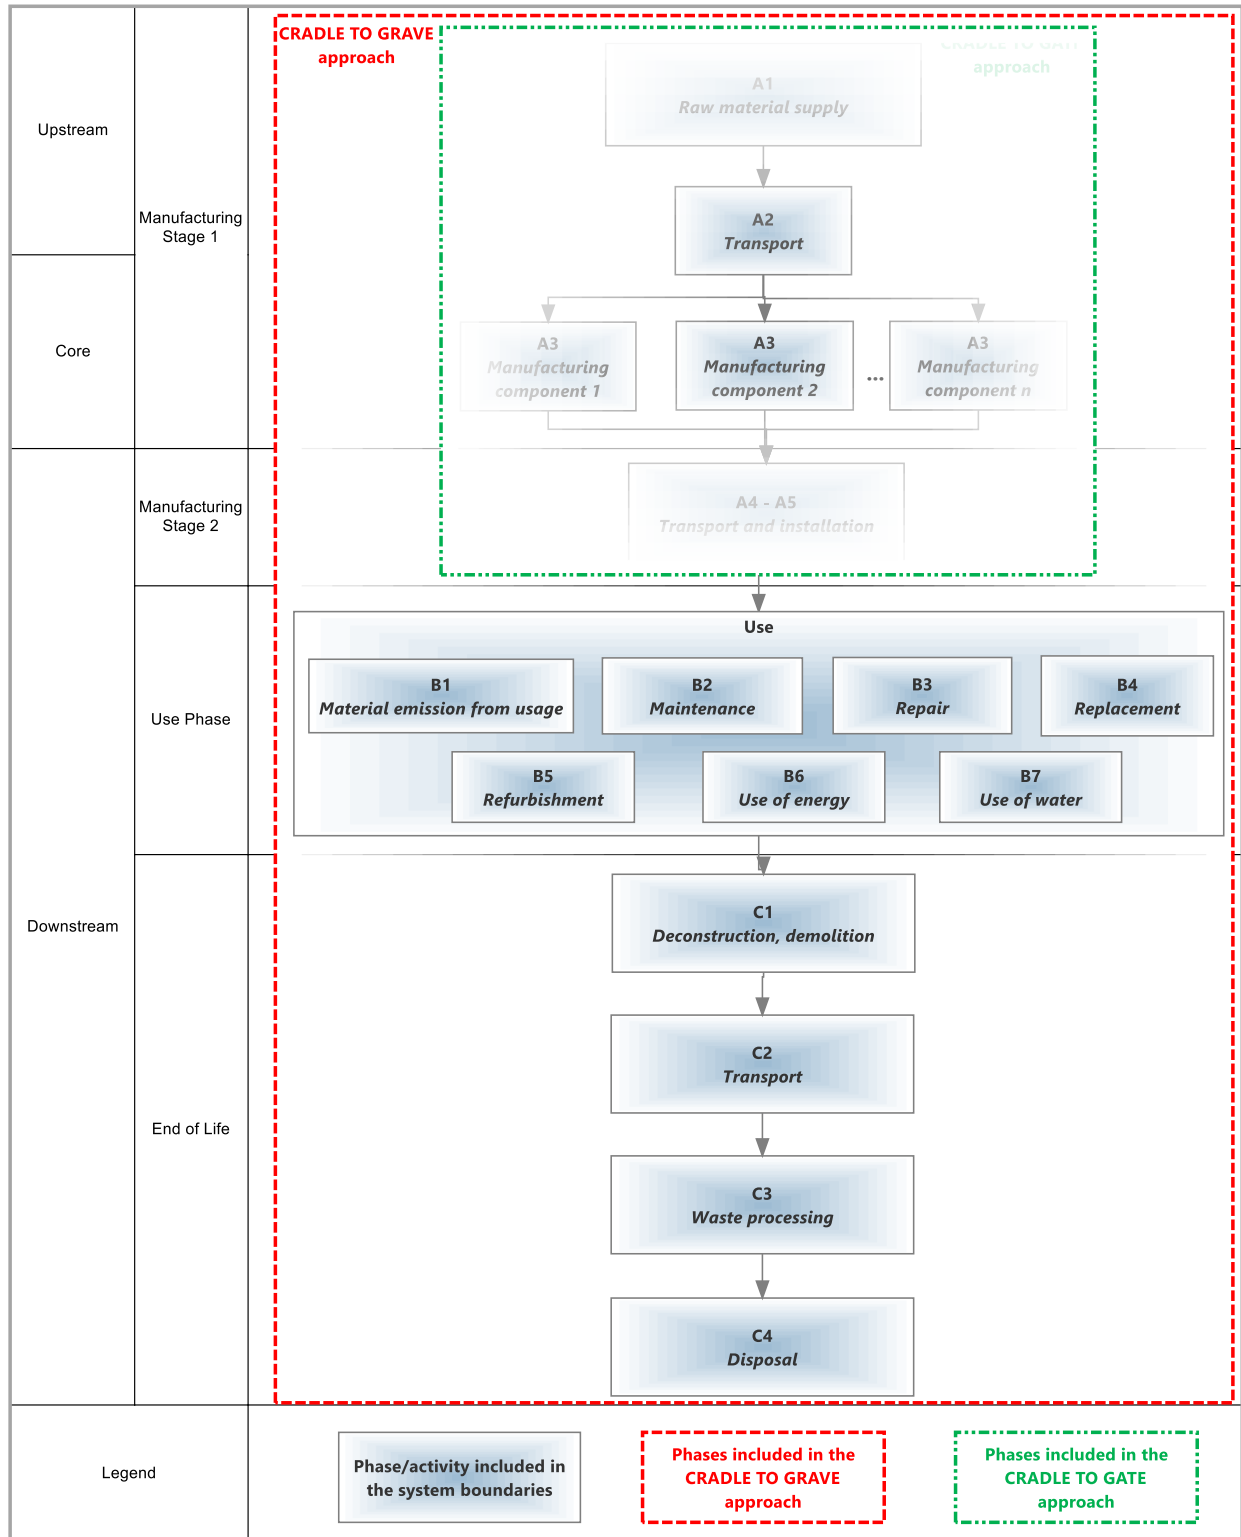 CRADLE TO GRAVE
approach
CRADLE TO GATE
approach
A1
Raw material supply
Upstream
Manufacturing
Stage 1
A2
Transport
Core
A3
Manufacturing
component 1
A3
Manufacturing
component 2
...
A3
Manufacturing
component n
Manufacturing
Stage 2
A4 - A5
Transport and installation
Use Phase
Use
B1
Material emission from usage
B2
Maintenance
B3
Repair
B4
Replacement
B5
Refurbishment
B6
Use of energy
B7
Use of water
Downstream
End of Life
C1
Deconstruction, demolition
C2
Transport
C3
Waste processing
C4
Disposal
Legend
Phase/activity included in
the system boundaries
Phases included in the
CRADLE TO GRAVE
approach
Phases included in the
CRADLE TO GATE
approach